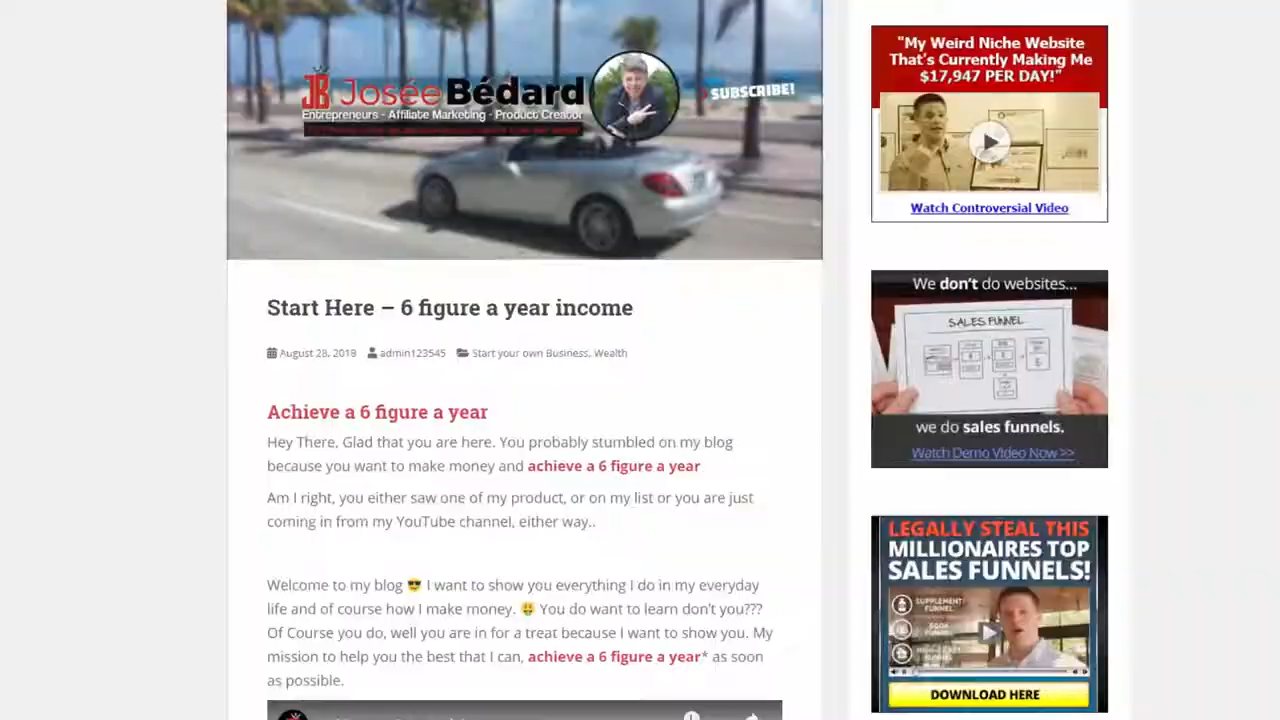 JB Josée Bédard
Entrepreneurs - Affiliate Marketing - Product Creator
SUBSCRIBE!
Start Here – 6 figure a year income
August 28, 2019 admin123545 Start your own Business, Wealth
Achieve a 6 figure a year
Hey There, Glad that you are here. You probably stumbled on my blog
because you want to make money and achieve a 6 figure a year
Am I right, you either saw one of my product, or on my list or you are just
coming in from my YouTube channel, either way..
Welcome to my blog 😎 I want to show you everything I do in my everyday
life and of course how I make money. 🤑 You do want to learn don't you???
Of Course you do, well you are in for a treat because I want to show you. My
mission to help you the best that I can, achieve a 6 figure a year* as soon
as possible.
"My Weird Niche Website
That's Currently Making Me
$17,947 PER DAY!"
Watch Controversial Video
We don't do websites...
SALES FUNNEL
we do sales funnels.
Watch Demo Video Now >>
LEGALLY STEAL THIS
MILLIONAIRES TOP
SALES FUNNELS!
SUPPLEMENT
FUNNEL
FUNNEL
DOWNLOAD HERE